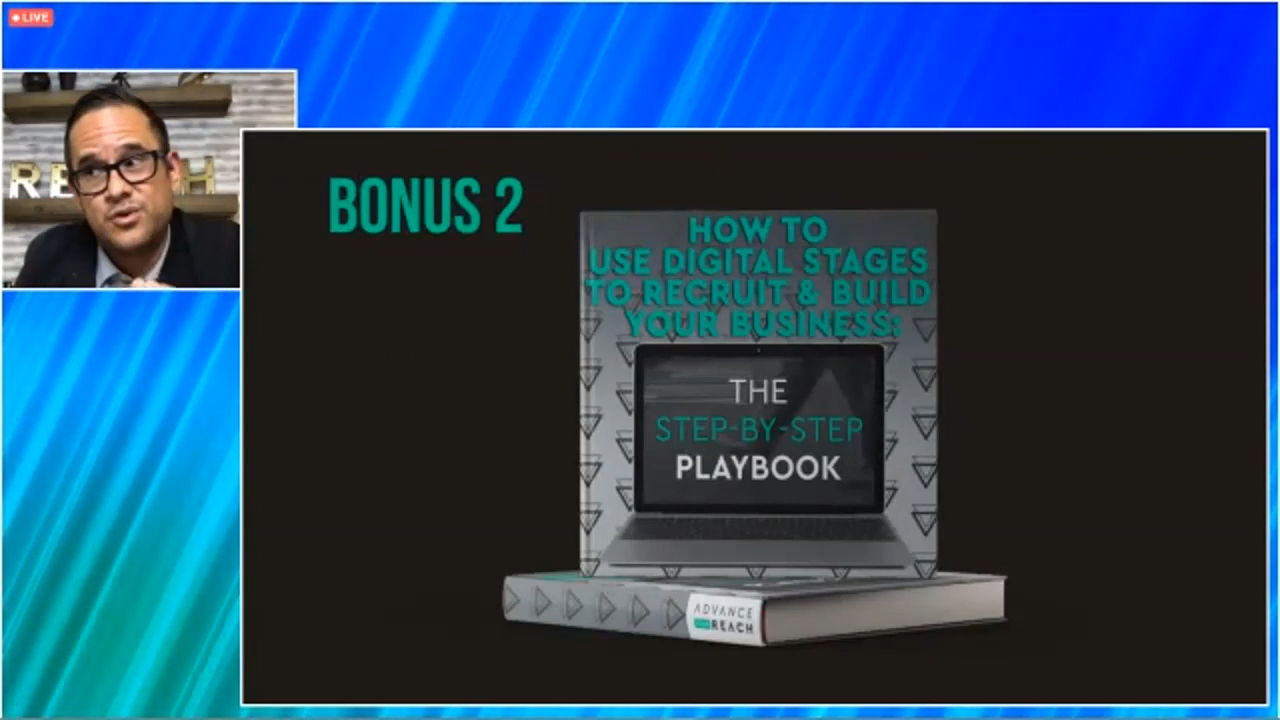 LIVE
BONUS 2
HOW TO
USE DIGITAL STAGES
TO RECRUIT & BUILD
YOUR BUSINESS:
THE
STEP-BY-STEP
PLAYBOOK
ADVANCE
REACH